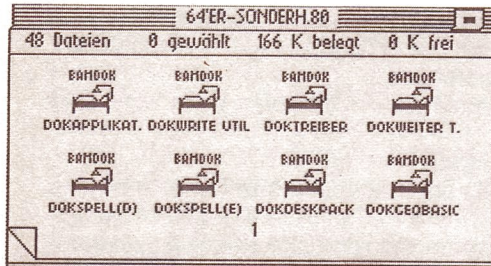 64'ER-SONDERH.80
48 Dateien 0 gewählt 166 K belegt 0 K frei
BAMDOK BAMDOK BAMDOK BAMDOK
DOKAPPLIKAT. DOKWRITE UTIL DOKTREIBER DOKWEITER T.
BAMDOK BAMDOK BAMDOK BAMDOK
DOKSPELL(D) DOKSPELL(E) DOKDESKPACK DOKGEOBASIC
1